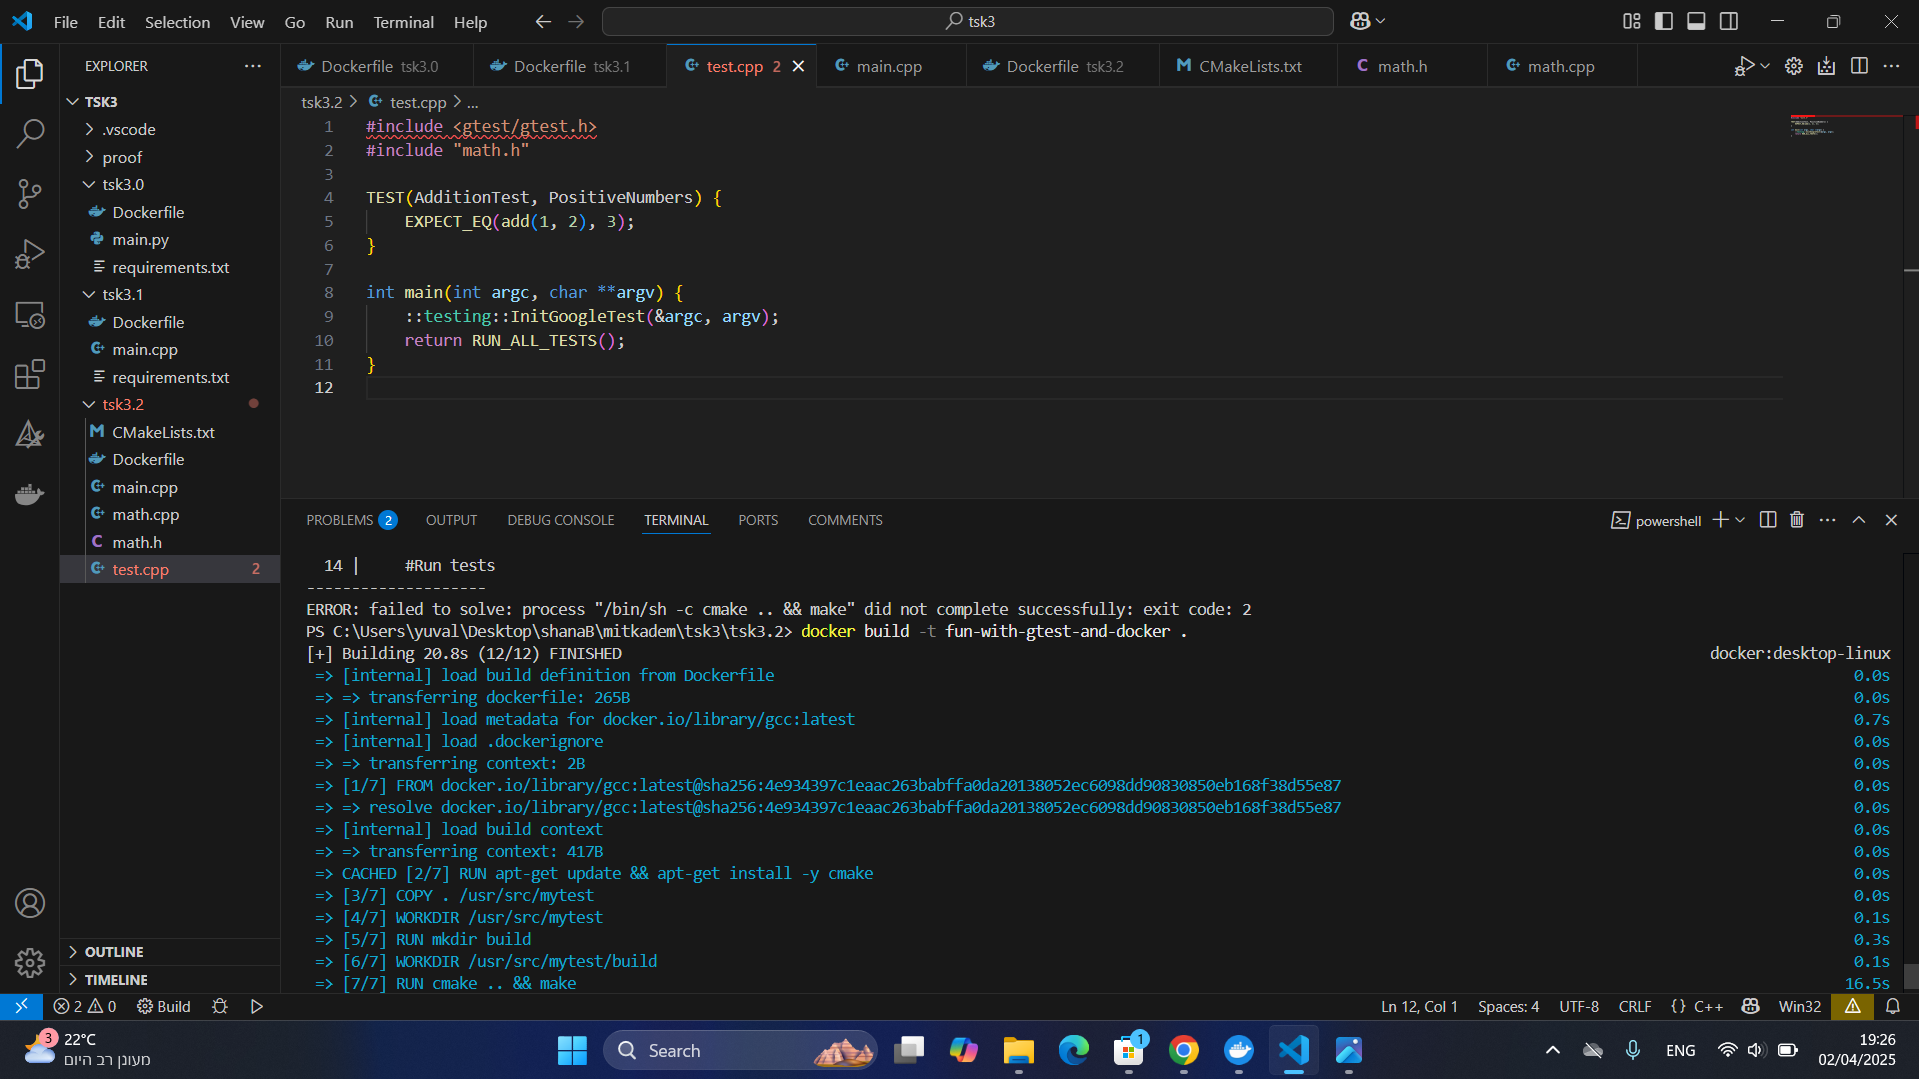 File Edit Selection View Go Run Terminal Help
tsk3
EXPLORER
Dockerfile tsk3.0
Dockerfile tsk3.1
test.cpp 2
main.cpp
Dockerfile tsk3.2
CMakeLists.txt
math.h
math.cpp
TSK3
.vscode
proof
tsk3.0
Dockerfile
main.py
requirements.txt
tsk3.1
Dockerfile
main.cpp
requirements.txt
tsk3.2
CMakeLists.txt
Dockerfile
main.cpp
math.cpp
math.h
test.cpp 2
OUTLINE
TIMELINE
tsk3.2 > test.cpp > ...
1 #include <gtest/gtest.h>
2 #include "math.h"
3
4 TEST(AdditionTest, PositiveNumbers) {
5 EXPECT_EQ(add(1, 2), 3);
6 }
7
8 int main(int argc, char **argv) {
9 ::testing::InitGoogleTest(&argc, argv);
10 return RUN_ALL_TESTS();
11 }
12
PROBLEMS 2 OUTPUT DEBUG CONSOLE TERMINAL PORTS COMMENTS
powershell
14 | #Run tests
--------------------
ERROR: failed to solve: process "/bin/sh -c cmake .. && make" did not complete successfully: exit code: 2
PS C:\Users\yuval\Desktop\shanaB\mitkadem\tsk3\tsk3.2> docker build -t fun-with-gtest-and-docker .
[+] Building 20.8s (12/12) FINISHED docker:desktop-linux
=> [internal] load build definition from Dockerfile 0.0s
=> => transferring dockerfile: 265B 0.0s
=> [internal] load metadata for docker.io/library/gcc:latest 0.7s
=> [internal] load .dockerignore 0.0s
=> => transferring context: 2B 0.0s
=> [1/7] FROM docker.io/library/gcc:latest@sha256:4e934397c1eaac263babffa0da20138052ec6098dd90830850eb168f38d55e87 0.0s
=> => resolve docker.io/library/gcc:latest@sha256:4e934397c1eaac263babffa0da20138052ec6098dd90830850eb168f38d55e87 0.0s
=> [internal] load build context 0.0s
=> => transferring context: 417B 0.0s
=> CACHED [2/7] RUN apt-get update && apt-get install -y cmake 0.0s
=> [3/7] COPY . /usr/src/mytest 0.0s
=> [4/7] WORKDIR /usr/src/mytest 0.1s
=> [5/7] RUN mkdir build 0.3s
=> [6/7] WORKDIR /usr/src/mytest/build 0.1s
=> [7/7] RUN cmake .. && make 16.5s
2 0 Build
Ln 12, Col 1 Spaces: 4 UTF-8 CRLF {} C++ Win32
3
22°C
מעונן רב היום
Search
1
ENG
19:26
02/04/2025